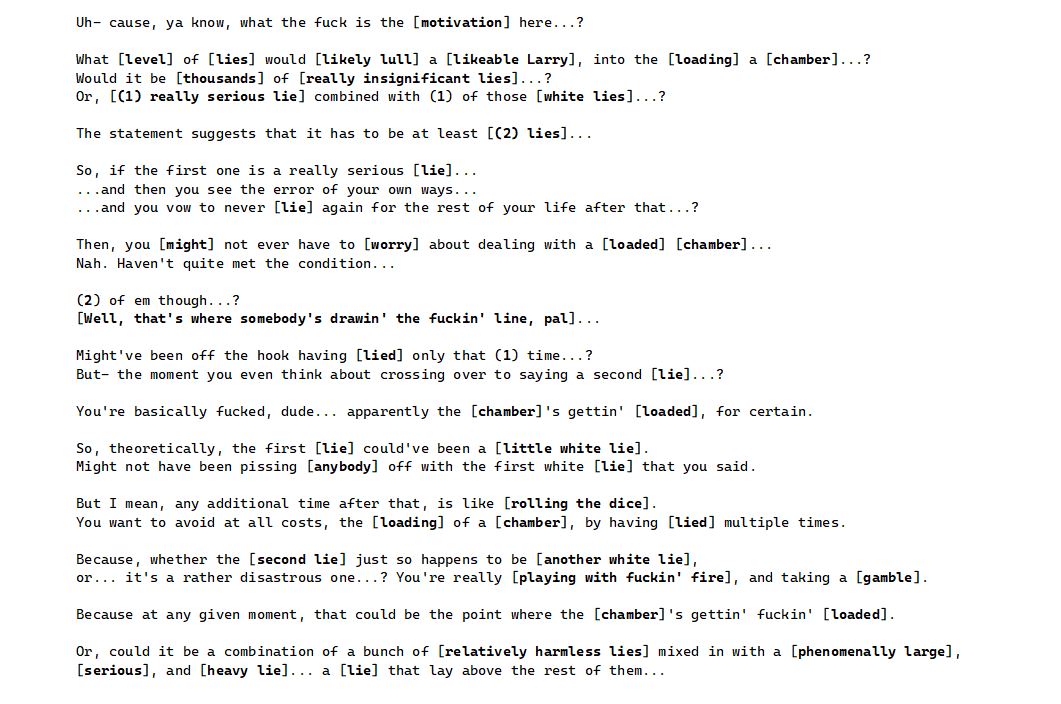 Uh– cause, ya know, what the fuck is the [motivation] here...?
What [level] of [lies] would [likely lull] a [likeable Larry], into the [loading] a [chamber]...?
Would it be [thousands] of [really insignificant lies]...?
Or, [(1) really serious lie] combined with (1) of those [white lies]...?
The statement suggests that it has to be at least [(2) lies]...
So, if the first one is a really serious [lie]...
...and then you see the error of your own ways...
...and you vow to never [lie] again for the rest of your life after that...?
Then, you [might] not ever have to [worry] about dealing with a [loaded] [chamber]...
Nah. Haven't quite met the condition...
(2) of em though...?
[Well, that's where somebody's drawin' the fuckin' line, pal]...
Might've been off the hook having [lied] only that (1) time...?
But– the moment you even think about crossing over to saying a second [lie]...?
You're basically fucked, dude... apparently the [chamber]'s gettin' [loaded], for certain.
So, theoretically, the first [lie] could've been a [little white lie].
Might not have been pissing [anybody] off with the first white [lie] that you said.
But I mean, any additional time after that, is like [rolling the dice].
You want to avoid at all costs, the [loading] of a [chamber], by having [lied] multiple times.
Because, whether the [second lie] just so happens to be [another white lie],
or... it's a rather disastrous one...? You're really [playing with fuckin' fire], and taking a [gamble].
Because at any given moment, that could be the point where the [chamber]'s gettin' fuckin' [loaded].
Or, could it be a combination of a bunch of [relatively harmless lies] mixed in with a [phenomenally large],
[serious], and [heavy lie]... a [lie] that lay above the rest of them...